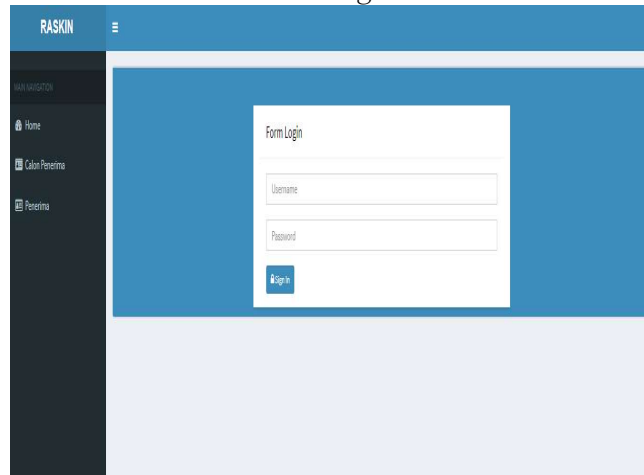 RASKIN
MAIN NAVIGATION
Home
Calon Penerima
Penerima
Form Login
Username
Password
Sign In